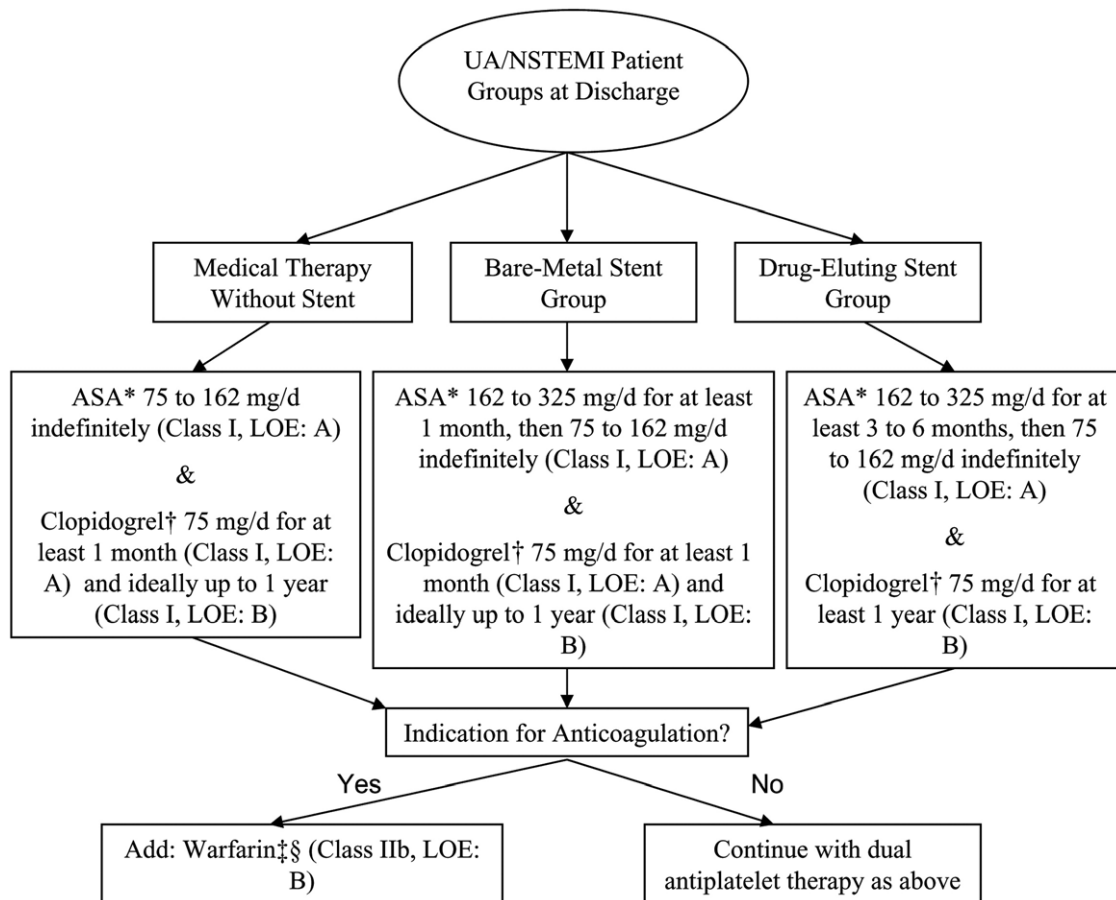 UA/NSTEMI Patient
Groups at Discharge
Medical Therapy
Without Stent
Bare-Metal Stent
Group
Drug-Eluting Stent
Group
ASA* 75 to 162 mg/d
indefinitely (Class I, LOE: A)
&
Clopidogrel† 75 mg/d for at
least 1 month (Class I, LOE:
A) and ideally up to 1 year
(Class I, LOE: B)
ASA* 162 to 325 mg/d for at least
1 month, then 75 to 162 mg/d
indefinitely (Class I, LOE: A)
&
Clopidogrel† 75 mg/d for at least 1
month (Class I, LOE: A) and
ideally up to 1 year (Class I, LOE:
B)
ASA* 162 to 325 mg/d for at
least 3 to 6 months, then 75
to 162 mg/d indefinitely
(Class I, LOE: A)
&
Clopidogrel† 75 mg/d for at
least 1 year (Class I, LOE:
B)
Indication for Anticoagulation?
Yes
No
Add: Warfarin‡§ (Class IIb, LOE:
B)
Continue with dual
antiplatelet therapy as above